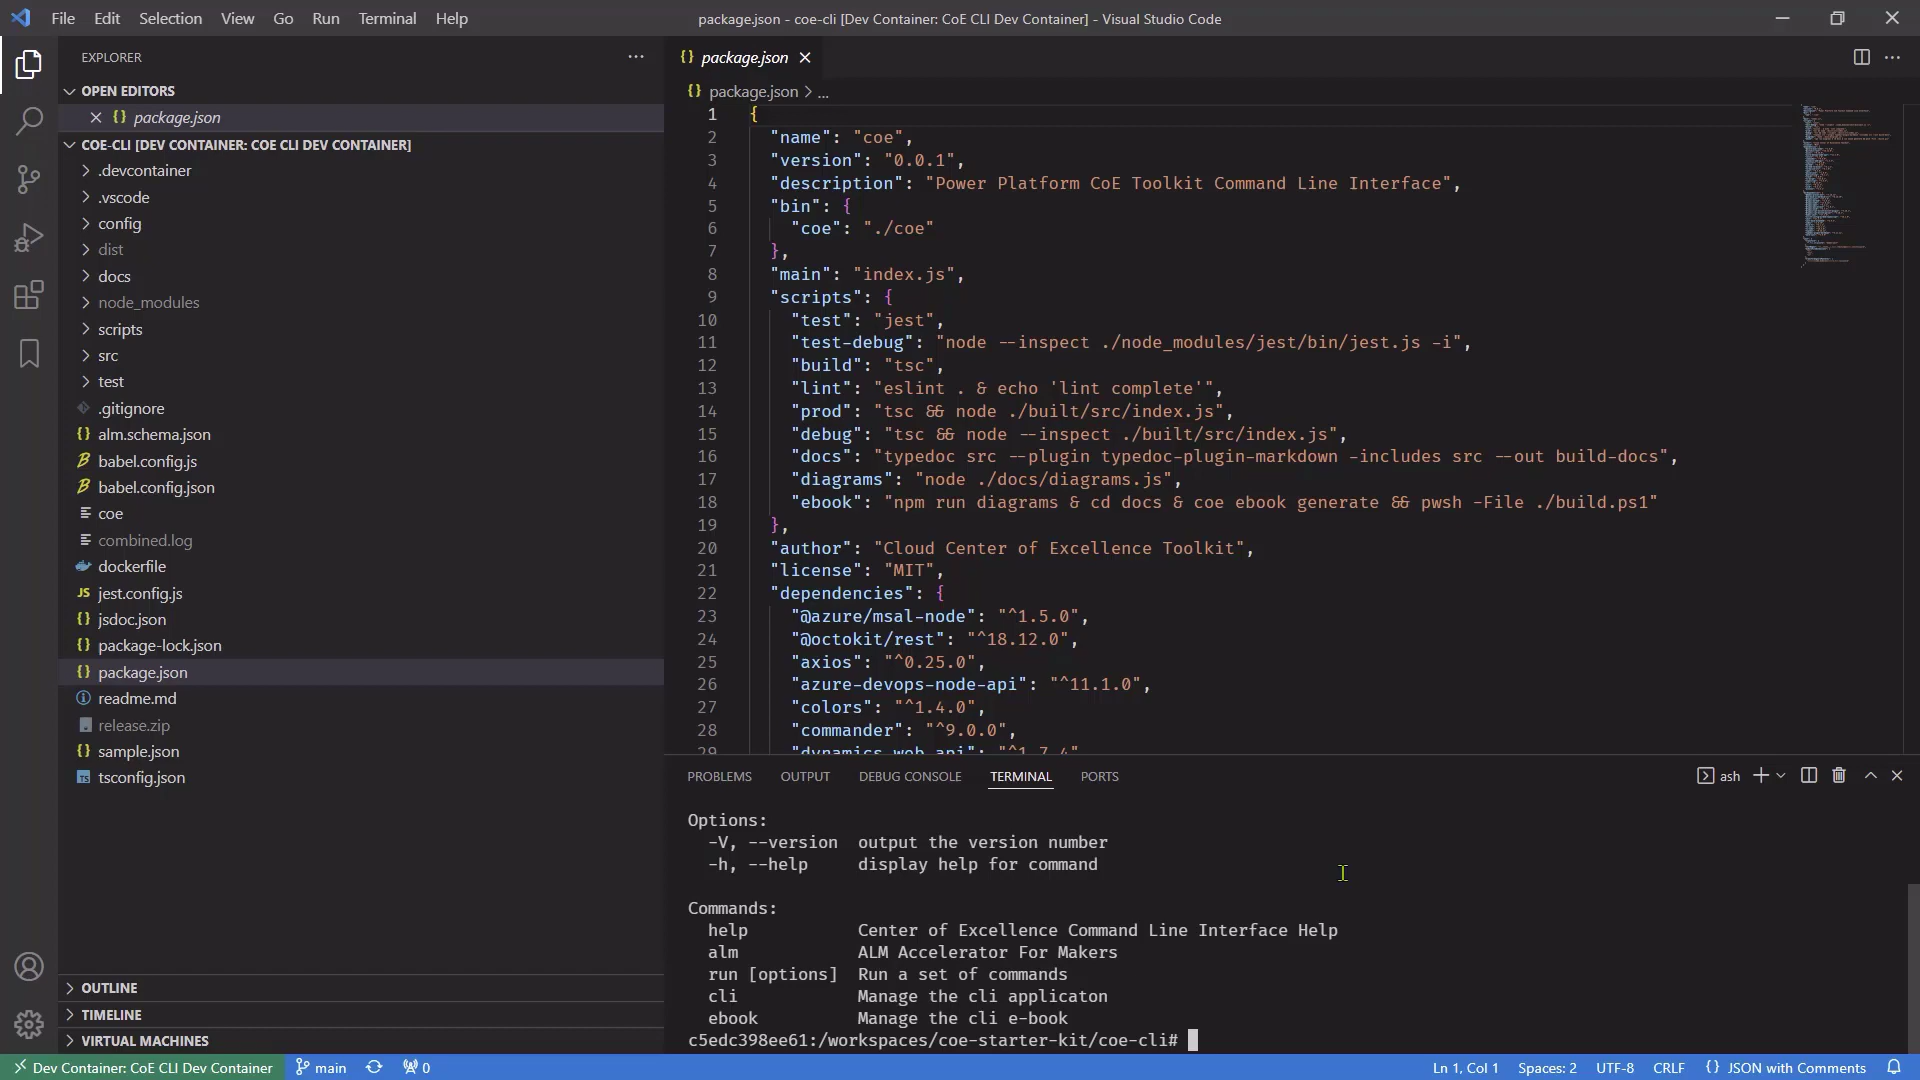 File Edit Selection View Go Run Terminal Help
package.json - coe-cli [Dev Container: CoE CLI Dev Container] - Visual Studio Code
EXPLORER
OPEN EDITORS
package.json
COE-CLI [DEV CONTAINER: COE CLI DEV CONTAINER]
.devcontainer
.vscode
config
dist
docs
node_modules
scripts
src
test
.gitignore
alm.schema.json
babel.config.js
babel.config.json
coe
combined.log
dockerfile
JS jest.config.js
jsdoc.json
package-lock.json
package.json
readme.md
release.zip
sample.json
TS tsconfig.json
OUTLINE
TIMELINE
VIRTUAL MACHINES
{} package.json
{} package.json > ...
1 {
2 "name": "coe",
3 "version": "0.0.1",
4 "description": "Power Platform CoE Toolkit Command Line Interface",
5 "bin": {
6 "coe": "./coe"
7 },
8 "main": "index.js",
9 "scripts": {
10 "test": "jest",
11 "test-debug": "node --inspect ./node_modules/jest/bin/jest.js -i",
12 "build": "tsc",
13 "lint": "eslint . & echo 'lint complete'",
14 "prod": "tsc && node ./built/src/index.js",
15 "debug": "tsc && node --inspect ./built/src/index.js",
16 "docs": "typedoc src --plugin typedoc-plugin-markdown -includes src --out build-docs",
17 "diagrams": "node ./docs/diagrams.js",
18 "ebook": "npm run diagrams & cd docs & coe ebook generate && pwsh -File ./build.ps1"
19 },
20 "author": "Cloud Center of Excellence Toolkit",
21 "license": "MIT",
22 "dependencies": {
23 "@azure/msal-node": "^1.5.0",
24 "@octokit/rest": "^18.12.0",
25 "axios": "^0.25.0",
26 "azure-devops-node-api": "^11.1.0",
27 "colors": "^1.4.0",
28 "commander": "^9.0.0",
29 "dynamics-web-api": "^1.7.4"
PROBLEMS OUTPUT DEBUG CONSOLE TERMINAL PORTS
ash
Options:
-V, --version output the version number
-h, --help display help for command
Commands:
help Center of Excellence Command Line Interface Help
alm ALM Accelerator For Makers
run [options] Run a set of commands
cli Manage the cli applicaton
ebook Manage the cli e-book
c5edc398ee61:/workspaces/coe-starter-kit/coe-cli#
Dev Container: CoE CLI Dev Container main 0
Ln 1, Col 1 Spaces: 2 UTF-8 CRLF {} JSON with Comments